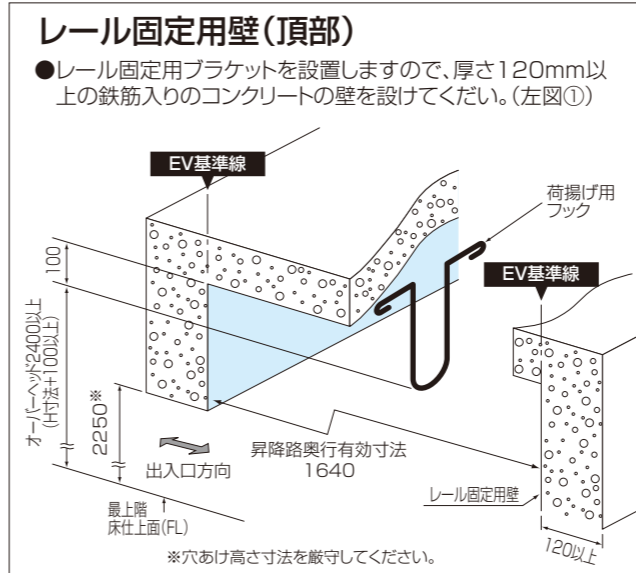 レール固定用壁(頂部)
●レール固定用ブラケットを設置しますので、厚さ120mm以
上の鉄筋入りのコンクリートの壁を設けてくだい。(左図①)
EV基準線
荷揚げ用
フック
EV基準線
100
オーバーヘッド2400以上
(H寸法+100以上)
2250※
出入口方向
昇降路奥行有効寸法
1640
最上階
床仕上面(FL)
レール固定用壁
120以上
※穴あけ高さ寸法を厳守してください。